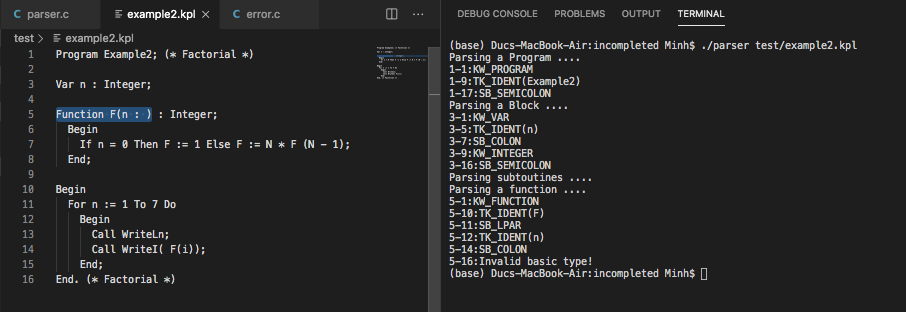 parser.c
example2.kpl
error.c
test > example2.kpl
1 Program Example2; (* Factorial *)
2
3 Var n : Integer;
4
5 Function F(n : ) : Integer;
6 Begin
7 If n = 0 Then F := 1 Else F := N * F (N - 1);
8 End;
9
10 Begin
11 For n := 1 To 7 Do
12 Begin
13 Call WriteLn;
14 Call WriteI( F(i));
15 End;
16 End. (* Factorial *)
DEBUG CONSOLE PROBLEMS OUTPUT TERMINAL
(base) Ducs-MacBook-Air:incompleted Minh$ ./parser test/example2.kpl
Parsing a Program ....
1-1:KW_PROGRAM
1-9:TK_IDENT(Example2)
1-17:SB_SEMICOLON
Parsing a Block ....
3-1:KW_VAR
3-5:TK_IDENT(n)
3-7:SB_COLON
3-9:KW_INTEGER
3-16:SB_SEMICOLON
Parsing subtoutines ....
Parsing a function ....
5-1:KW_FUNCTION
5-10:TK_IDENT(F)
5-11:SB_LPAR
5-12:TK_IDENT(n)
5-14:SB_COLON
5-16:Invalid basic type!
(base) Ducs-MacBook-Air:incompleted Minh$